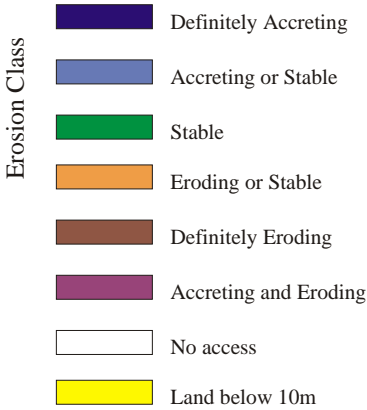 Erosion Class
Definitely Accreting
Accreting or Stable
Stable
Eroding or Stable
Definitely Eroding
Accreting and Eroding
No access
Land below 10m